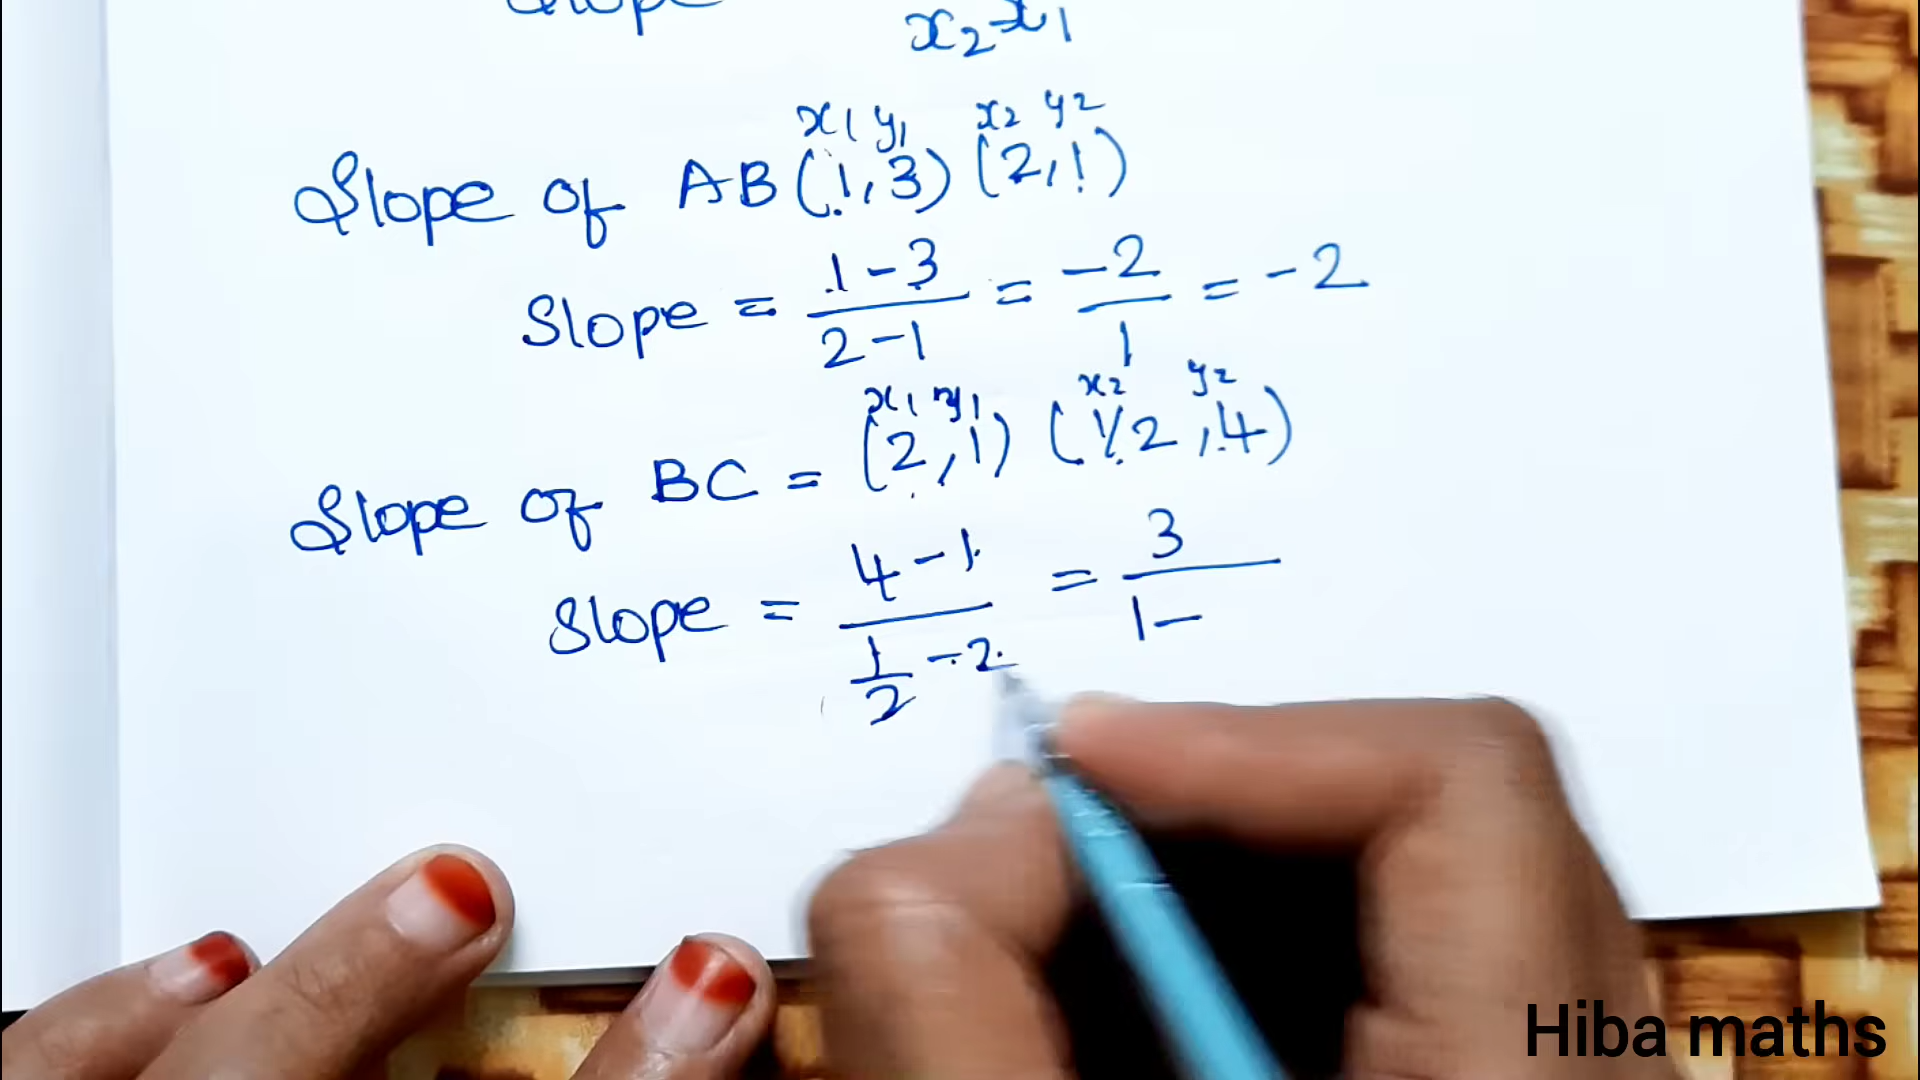 Slope
x2-x1
x1 y1 x2 y2
Slope of AB (1,3) (2,1)
Slope = 1-3/2-1 = -2/1 = -2
x1 y1 x2 y2
Slope of BC = (2,1) (1/2,4)
Slope = 4-1/1/2-2 = 3/1-
Hiba maths